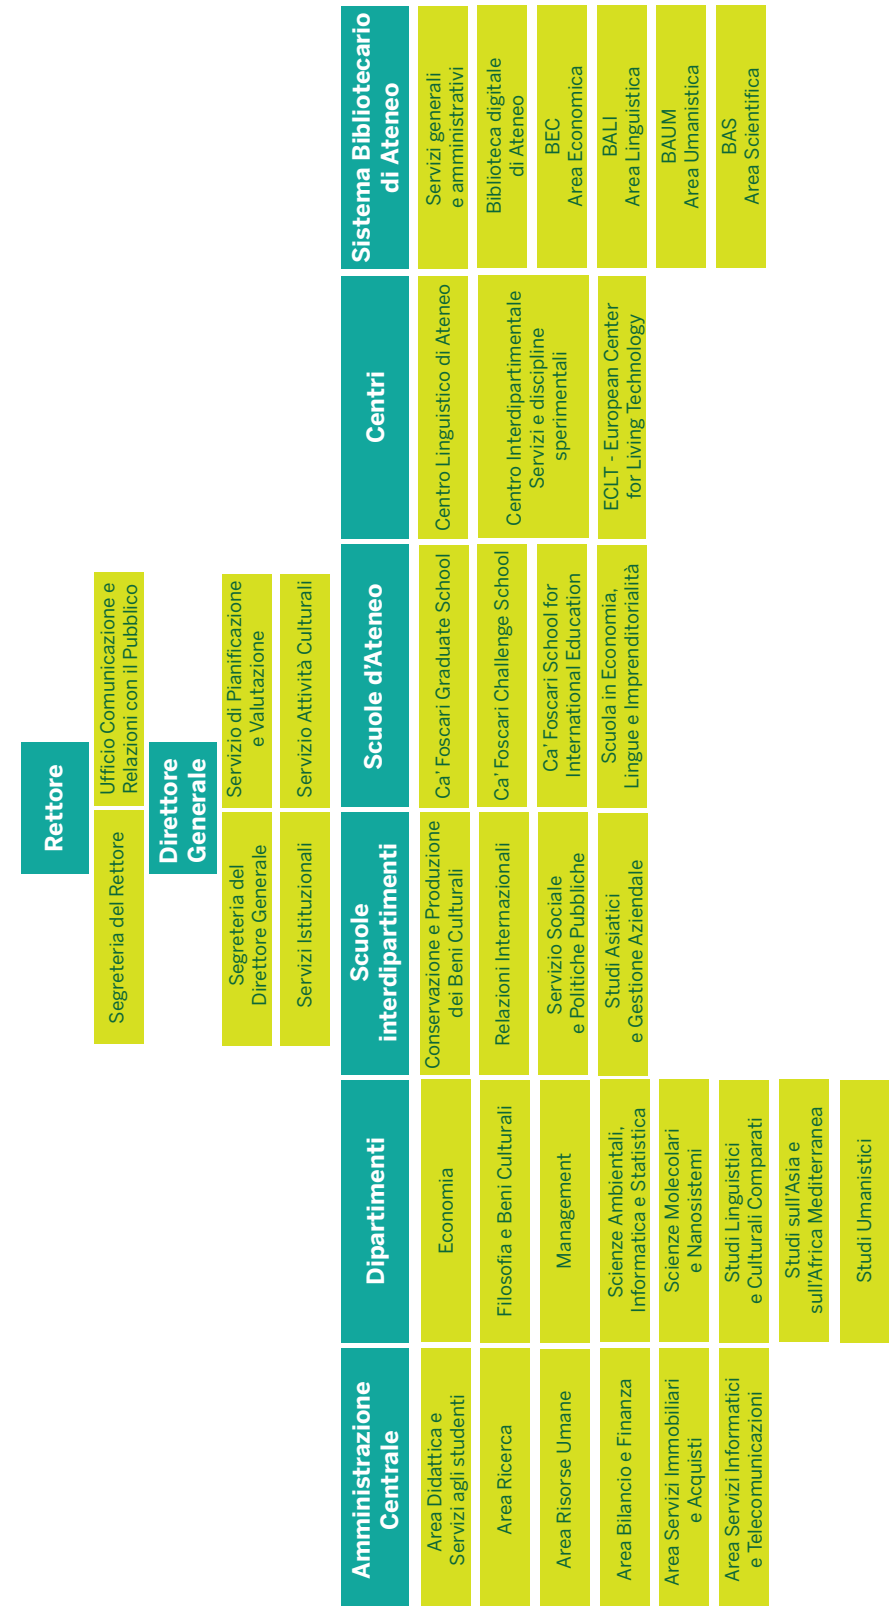 Rettore
Segreteria del Rettore
Ufficio Comunicazione e
Relazioni con il Pubblico
Direttore
Generale
Segreteria del
Direttore Generale
Servizio di Pianificazione
e Valutazione
Servizi Istituzionali
Servizio Attività Culturali
Amministrazione
Centrale
Area Didattica e
Servizi agli studenti
Area Ricerca
Area Risorse Umane
Area Bilancio e Finanza
Area Servizi Immobiliari
e Acquisti
Area Servizi Informatici
e Telecomunicazioni
Dipartimenti
Economia
Filosofia e Beni Culturali
Management
Scienze Ambientali,
Informatica e Statistica
Scienze Molecolari
e Nanosistemi
Studi Linguistici
e Culturali Comparati
Studi sull'Asia e
sull'Africa Mediterranea
Studi Umanistici
Scuole
interdipartimenti
Conservazione e Produzione
dei Beni Culturali
Relazioni Internazionali
Servizio Sociale
e Politiche Pubbliche
Studi Asiatici
e Gestione Aziendale
Scuole d'Ateneo
Ca' Foscari Graduate School
Ca' Foscari Challenge School
Ca' Foscari School for
International Education
Scuola in Economia,
Lingue e Imprenditorialità
Centri
Centro Linguistico di Ateneo
Centro Interdipartimentale
Servizi e discipline
sperimentali
ECLT - European Center
for Living Technology
Sistema Bibliotecario
di Ateneo
Servizi generali
e amministrativi
Biblioteca digitale
di Ateneo
BEC
Area Economica
BALI
Area Linguistica
BAUM
Area Umanistica
BAS
Area Scientifica